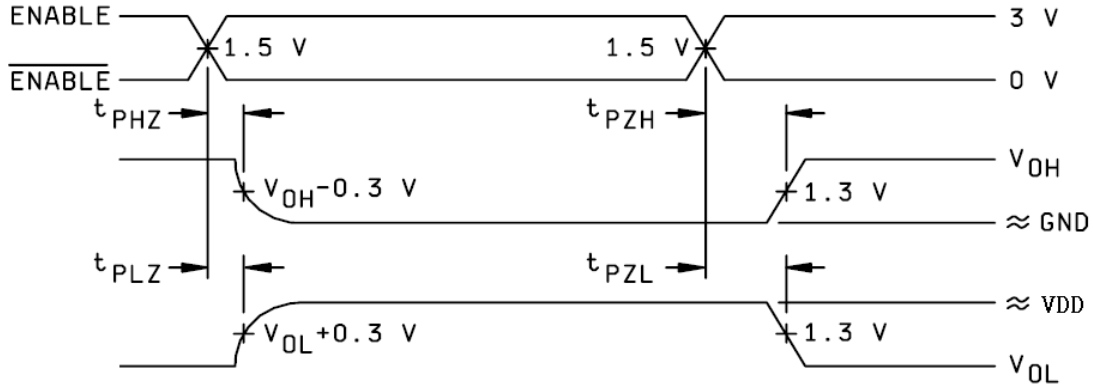 ENABLE 3 V
1.5 V 1.5 V
ENABLE 0 V
tPHZ tPZH
VOH
VOH-0.3 V 1.3 V
≈ GND
tPLZ tPZL
≈ VDD
VOL+0.3 V 1.3 V
VOL